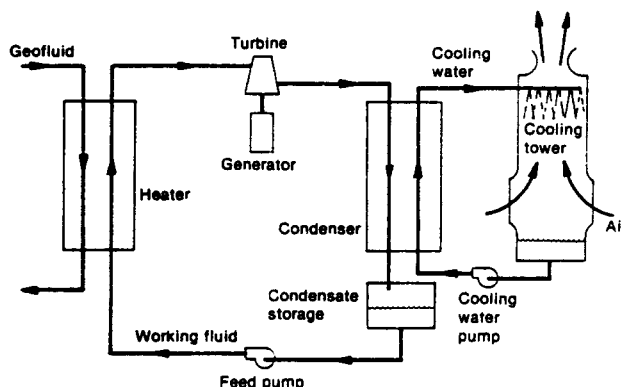 Geofluid
Turbine
Cooling
water
Cooling
tower
Generator
Heater
Condenser
Ai
Condensate
storage
Cooling
water
pump
Working fluid
Feed pump